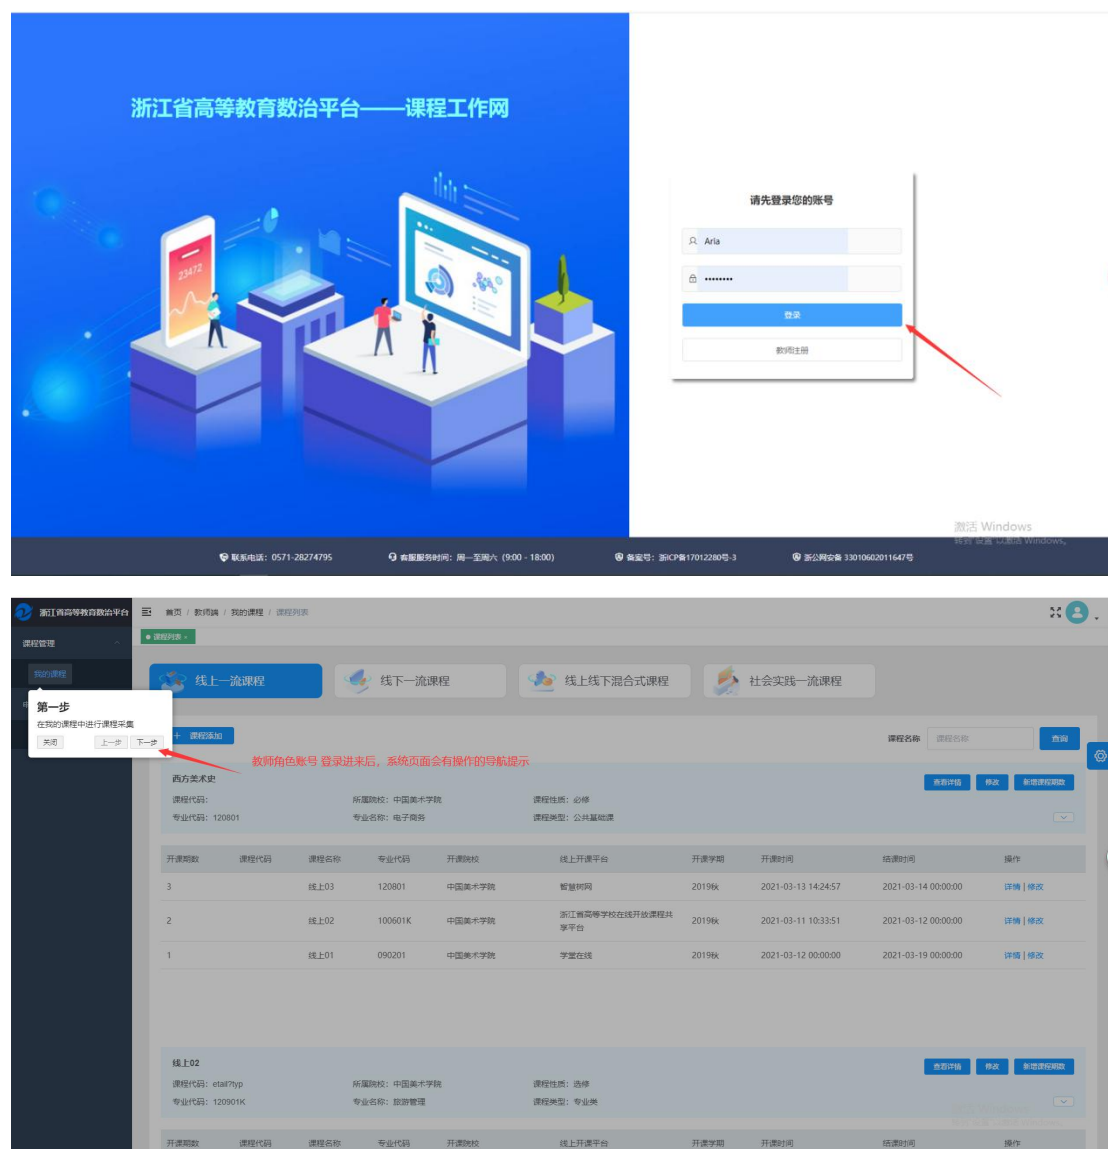 浙江省高等教育数治平台——课程工作网
23472
请先登录您的账号
Aria
••••••••
登录
教师注册
激活 Windows
转到"设置"以激活 Windows。
联系电话：0571-28274795 客服服务时间：周一至周六（9:00 - 18:00） 备案号：浙ICP备17012280号-3 浙公网安备 33010602011647号
浙江省高等教育数治平台 首页 / 教师端 / 我的课程 / 课程列表
课程管理
课程列表 ×
我的课程
线上一流课程 线下一流课程 线上线下混合式课程 社会实践一流课程
第一步
在我的课程中进行课程采集
关闭 上一步 下一步
+ 课程添加 课程名称 课程名称 查询
教师角色账号 登录进来后，系统页面会有操作的导航提示
西方美术史 查看详情 修改 新增课程期数
课程代码： 所属院校：中国美术学院 课程性质：必修
专业代码：120801 专业名称：电子商务 课程类型：公共基础课
开课期数 课程代码 课程名称 专业代码 开课院校 线上开课平台 开课学期 开课时间 结课时间 操作
3 线上03 120801 中国美术学院 智慧树网 2019秋 2021-03-13 14:24:57 2021-03-14 00:00:00 详情 | 修改
2 线上02 100601K 中国美术学院 浙江省高等学校在线开放课程共享平台 2019秋 2021-03-11 10:33:51 2021-03-12 00:00:00 详情 | 修改
1 线上01 090201 中国美术学院 学堂在线 2019秋 2021-03-12 00:00:00 2021-03-19 00:00:00 详情 | 修改
线上02 查看详情 修改 新增课程期数
课程代码：etail?typ 所属院校：中国美术学院 课程性质：选修
专业代码：120901K 专业名称：旅游管理 课程类型：专业类
开课期数 课程代码 课程名称 专业代码 开课院校 线上开课平台 开课学期 开课时间 结课时间 操作